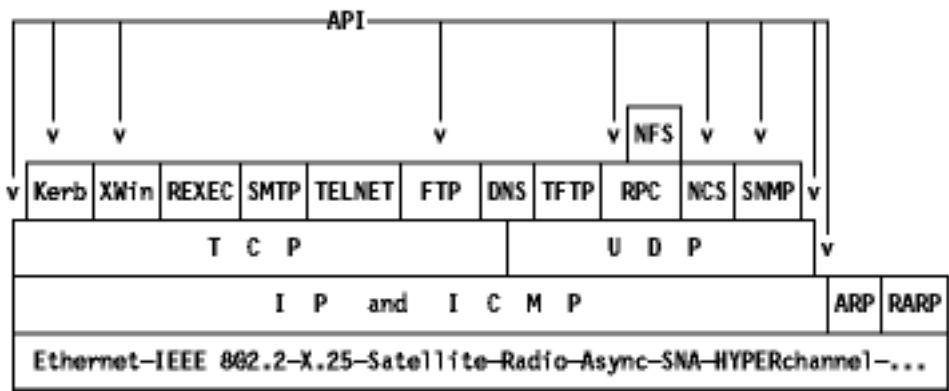 API
v v v v NFS v v
v Kerb XWin REXEC SMTP TELNET FTP DNS TFTP RPC NCS SNMP v
T C P U D P v
I P and I C M P ARP RARP
Ethernet-IEEE 802.2-X.25-Satellite-Radio-Async-SNA-HYPERchannel-...